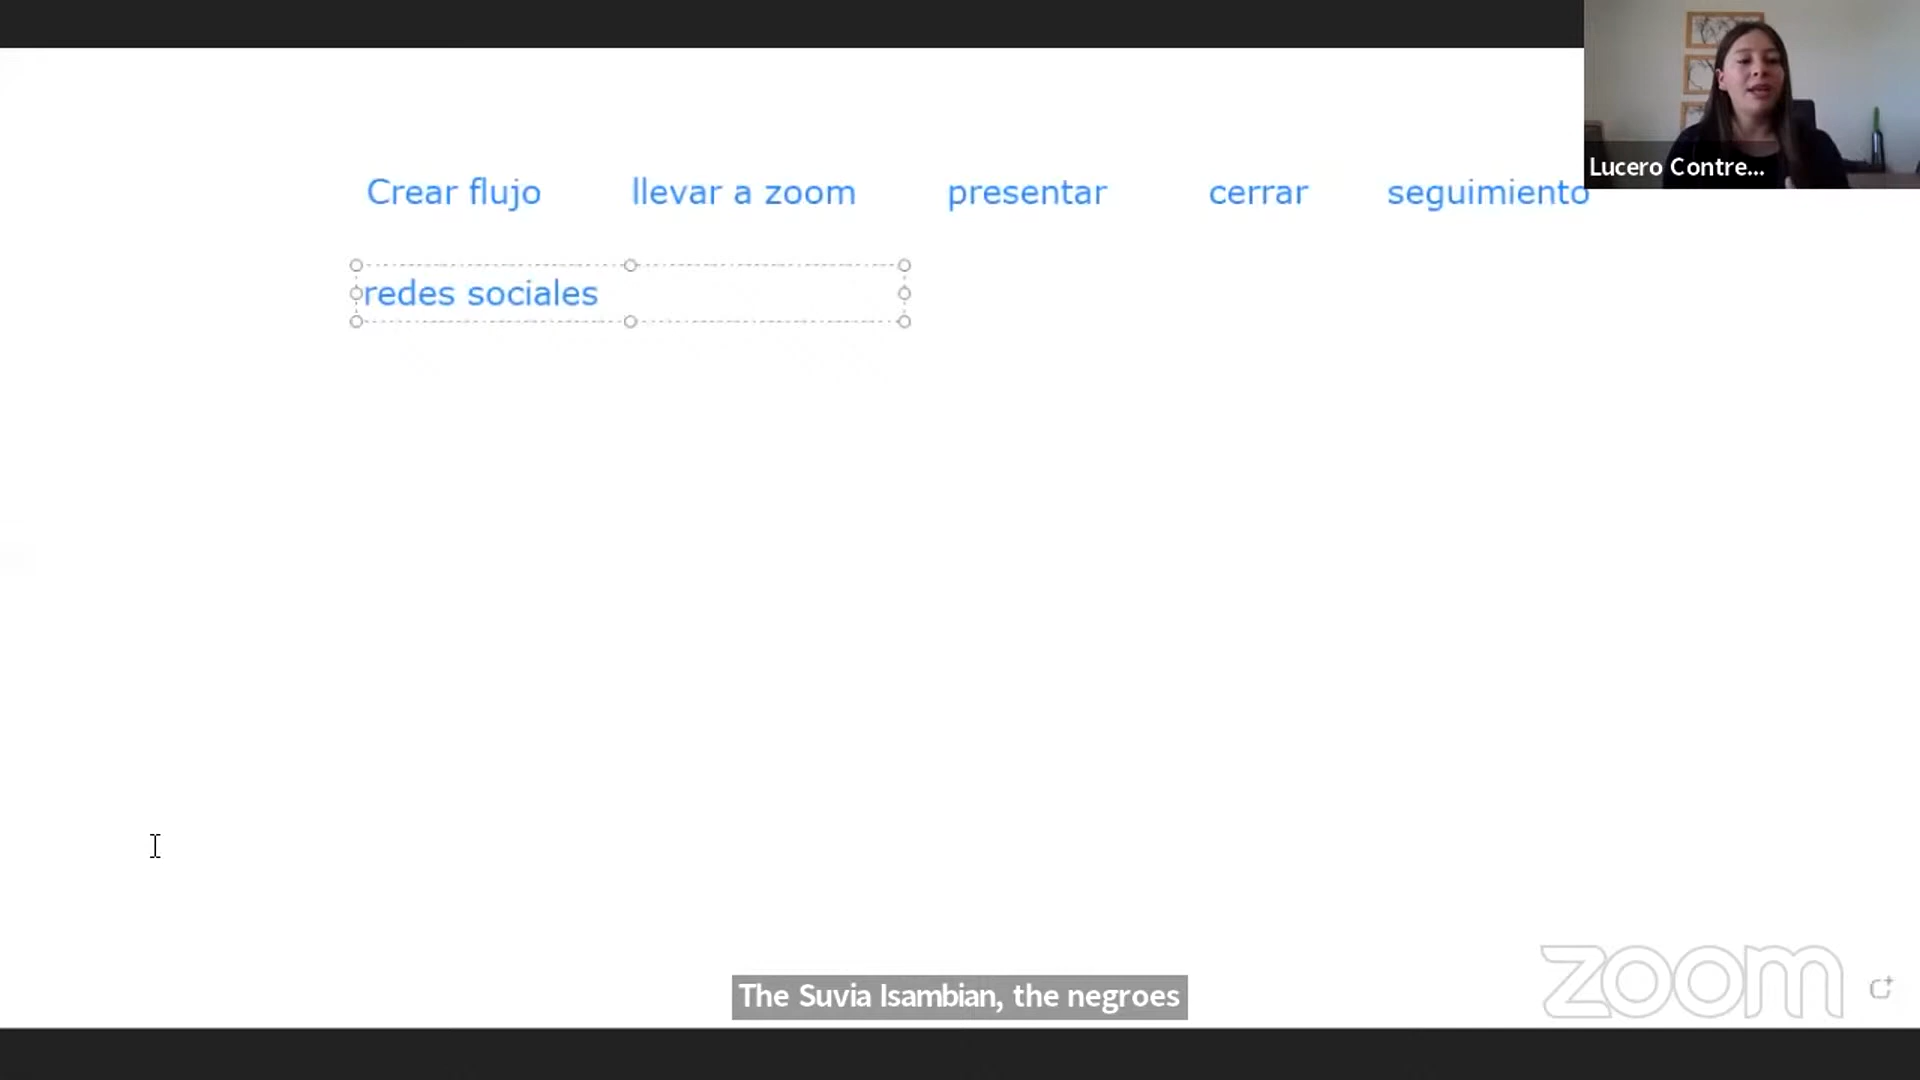 Lucero Contre...
Crear flujo llevar a zoom presentar cerrar seguimiento
redes sociales
The Suvia Isambian, the negroes
zoom